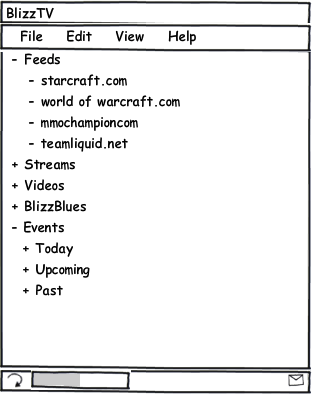 BlizzTV
File Edit View Help
- Feeds
- starcraft.com
- world of warcraft.com
- mmochampioncom
- teamliquid.net
+ Streams
+ Videos
+ BlizzBlues
- Events
+ Today
+ Upcoming
+ Past